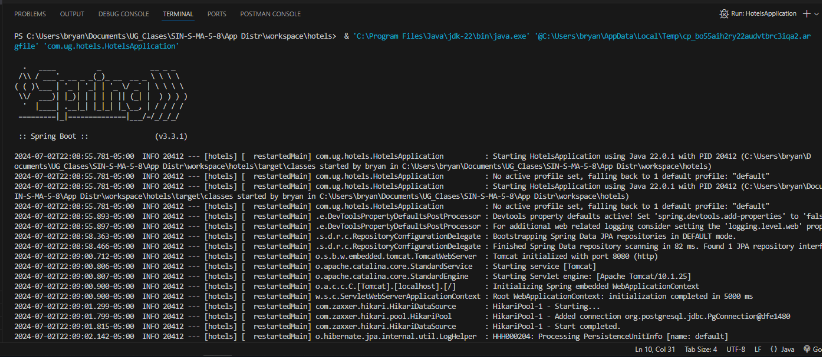 PROBLEMS OUTPUT DEBUG CONSOLE TERMINAL PORTS POSTMAN CONSOLE Run: HotelsApplication
PS C:\Users\bryan\Documents\UG_Clases\SIN-S-MA-5-8\App Distr\workspace\hotels> & 'C:\Program Files\Java\jdk-22\bin\java.exe' '@C:\Users\bryan\AppData\Local\Temp\cp_bo55aih2ry22audvtbrc3iqa2.ar
gfile' 'com.ug.hotels.HotelsApplication'
:: Spring Boot :: (v3.3.1)
2024-07-02T22:08:55.781-05:00 INFO 20412 --- [hotels] [ restartedMain] com.ug.hotels.HotelsApplication : Starting HotelsApplication using Java 22.0.1 with PID 20412 (C:\Users\bryan\D
ocuments\UG_Clases\SIN-S-MA-5-8\App Distr\workspace\hotels\target\classes started by bryan in C:\Users\bryan\Documents\UG_Clases\SIN-S-MA-5-8\App Distr\workspace\hotels)
2024-07-02T22:08:55.781-05:00 INFO 20412 --- [hotels] [ restartedMain] com.ug.hotels.HotelsApplication : No active profile set, falling back to 1 default profile: "default"
2024-07-02T22:08:55.781-05:00 INFO 20412 --- [hotels] [ restartedMain] com.ug.hotels.HotelsApplication : Starting HotelsApplication using Java 22.0.1 with PID 20412 (C:\Users\bryan\Documents\UG_Clases\S
IN-S-MA-5-8\App Distr\workspace\hotels\target\classes started by bryan in C:\Users\bryan\Documents\UG_Clases\SIN-S-MA-5-8\App Distr\workspace\hotels)
2024-07-02T22:08:55.781-05:00 INFO 20412 --- [hotels] [ restartedMain] com.ug.hotels.HotelsApplication : No active profile set, falling back to 1 default profile: "default"
2024-07-02T22:08:55.893-05:00 INFO 20412 --- [hotels] [ restartedMain] .e.DevToolsPropertyDefaultsPostProcessor : Devtools property defaults active! Set 'spring.devtools.add-properties' to 'fals
2024-07-02T22:08:55.897-05:00 INFO 20412 --- [hotels] [ restartedMain] .e.DevToolsPropertyDefaultsPostProcessor : For additional web related logging consider setting the 'logging.level.web' prop
2024-07-02T22:08:58.363-05:00 INFO 20412 --- [hotels] [ restartedMain] .s.d.r.c.RepositoryConfigurationDelegate : Bootstrapping Spring Data JPA repositories in DEFAULT mode.
2024-07-02T22:08:58.466-05:00 INFO 20412 --- [hotels] [ restartedMain] .s.d.r.c.RepositoryConfigurationDelegate : Finished Spring Data repository scanning in 82 ms. Found 1 JPA repository interf
2024-07-02T22:09:00.712-05:00 INFO 20412 --- [hotels] [ restartedMain] o.s.b.w.embedded.tomcat.TomcatWebServer : Tomcat initialized with port 8080 (http)
2024-07-02T22:09:00.806-05:00 INFO 20412 --- [hotels] [ restartedMain] o.apache.catalina.core.StandardService : Starting service [Tomcat]
2024-07-02T22:09:00.807-05:00 INFO 20412 --- [hotels] [ restartedMain] o.apache.catalina.core.StandardEngine : Starting Servlet engine: [Apache Tomcat/10.1.25]
2024-07-02T22:09:00.900-05:00 INFO 20412 --- [hotels] [ restartedMain] o.a.c.c.C.[Tomcat].[localhost].[/] : Initializing Spring embedded WebApplicationContext
2024-07-02T22:09:00.900-05:00 INFO 20412 --- [hotels] [ restartedMain] w.s.c.ServletWebServerApplicationContext : Root WebApplicationContext: initialization completed in 5000 ms
2024-07-02T22:09:01.299-05:00 INFO 20412 --- [hotels] [ restartedMain] com.zaxxer.hikari.HikariDataSource : HikariPool-1 - Starting...
2024-07-02T22:09:01.799-05:00 INFO 20412 --- [hotels] [ restartedMain] com.zaxxer.hikari.pool.HikariPool : HikariPool-1 - Added connection org.postgresql.jdbc.PgConnection@dfe1480
2024-07-02T22:09:01.815-05:00 INFO 20412 --- [hotels] [ restartedMain] com.zaxxer.hikari.HikariDataSource : HikariPool-1 - Start completed.
2024-07-02T22:09:02.142-05:00 INFO 20412 --- [hotels] [ restartedMain] o.hibernate.jpa.internal.util.LogHelper : HHH000204: Processing PersistenceUnitInfo [name: default]
Ln 10, Col 31 Tab Size: 4 UTF-8 LF {} Java Go